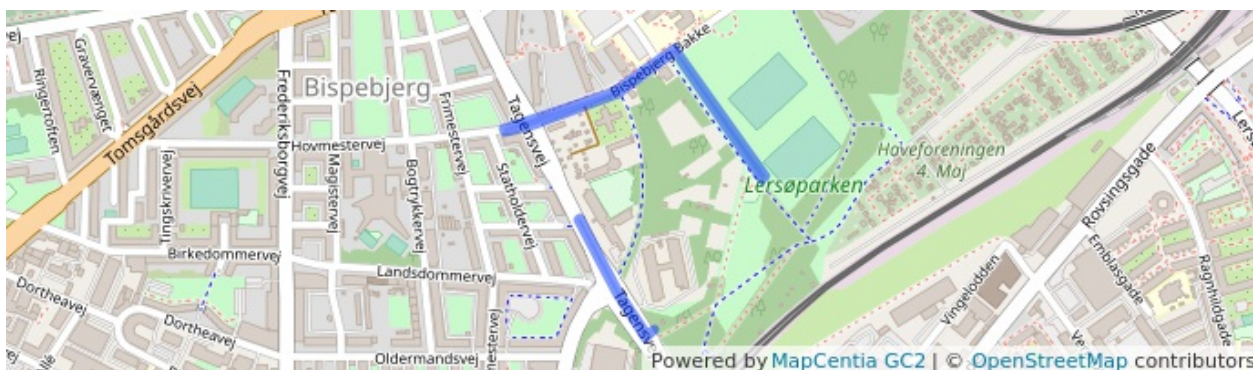 Ringertoften
Gravervænget
Tomsgårdsvej
Frederiksborgvej
Bispebjerg
Frimestervej
Tagensvej
Bispebjerg Bakke
Hovmestervej
Magistervej
Bogtrykkervej
Statholdervej
Tingskrivervej
Birkedommervej
Landsdommervej
Dortheavej
Dortheavej
Oldermandsvej
Tagensv
Lersøparken
Haveforeningen
4. Maj
Rovsingsgade
Vingelodden
Emblasgade
Ragnhildgade
Powered by MapCentia GC2 | © OpenStreetMap contributors